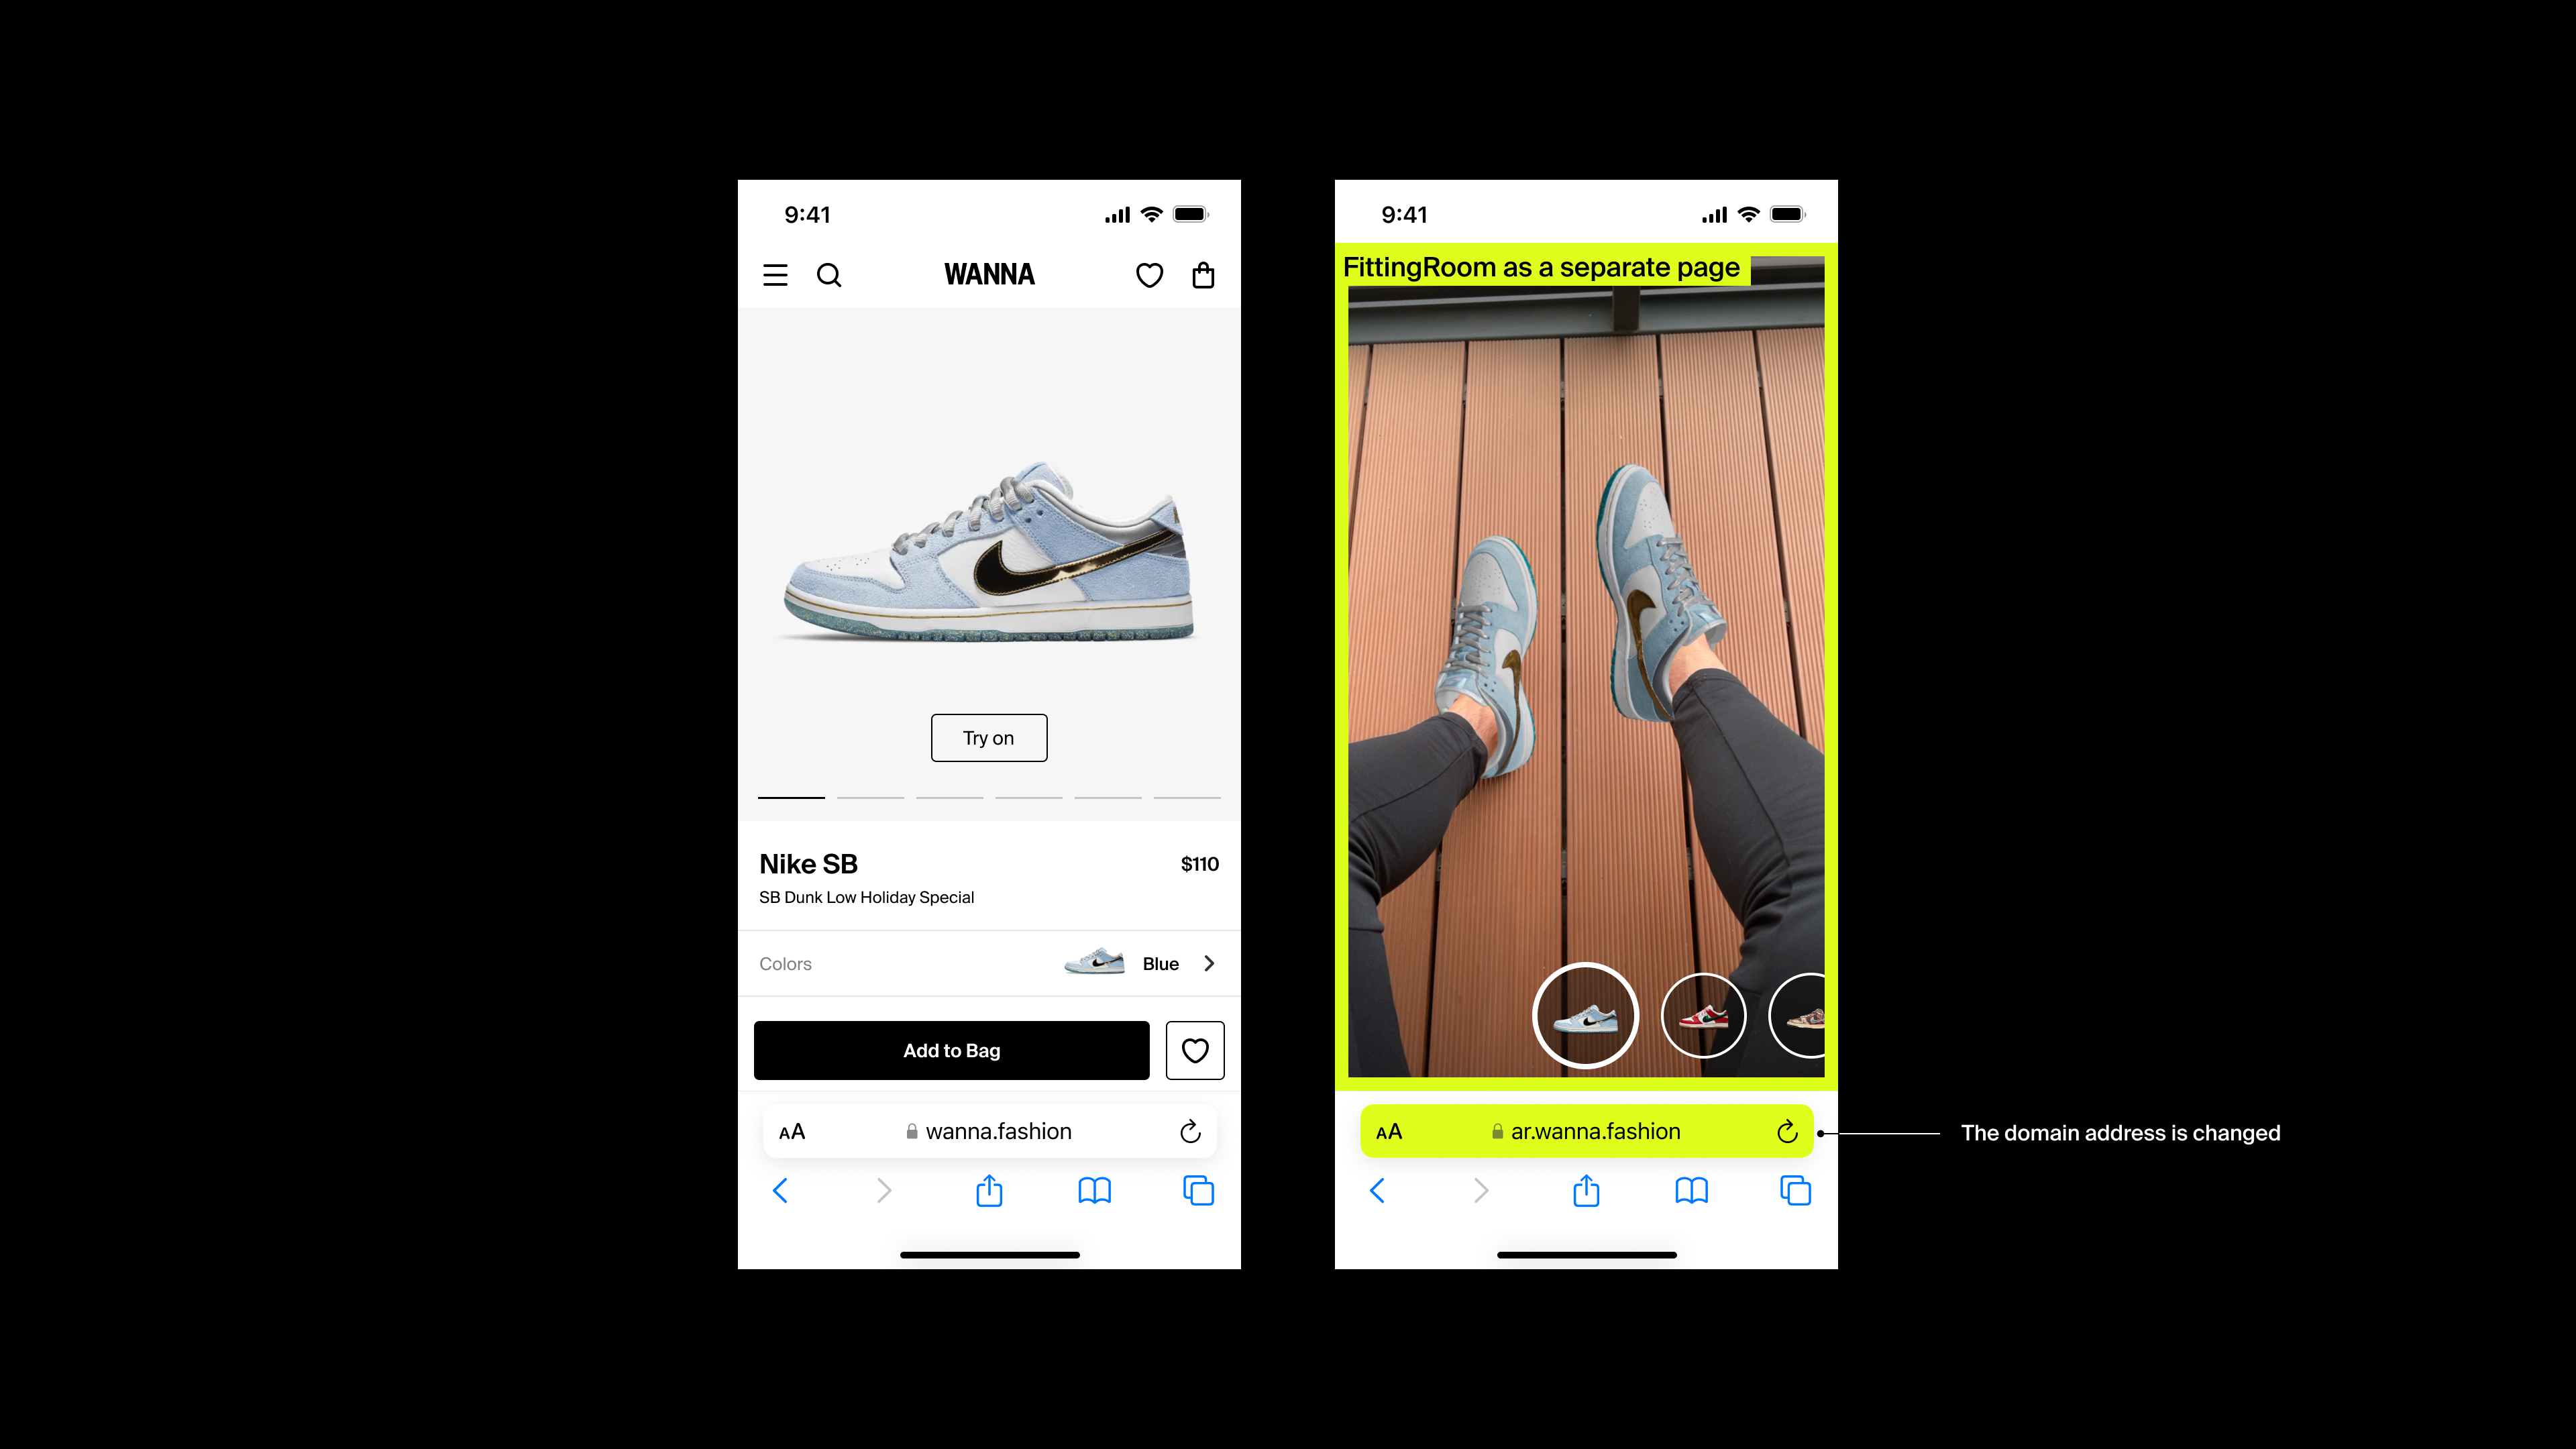 9:41
WANNA
Try on
Nike SB
$110
SB Dunk Low Holiday Special
Colors
Blue
Add to Bag
AA
wanna.fashion
9:41
FittingRoom as a separate page
AA
ar.wanna.fashion
The domain address is changed